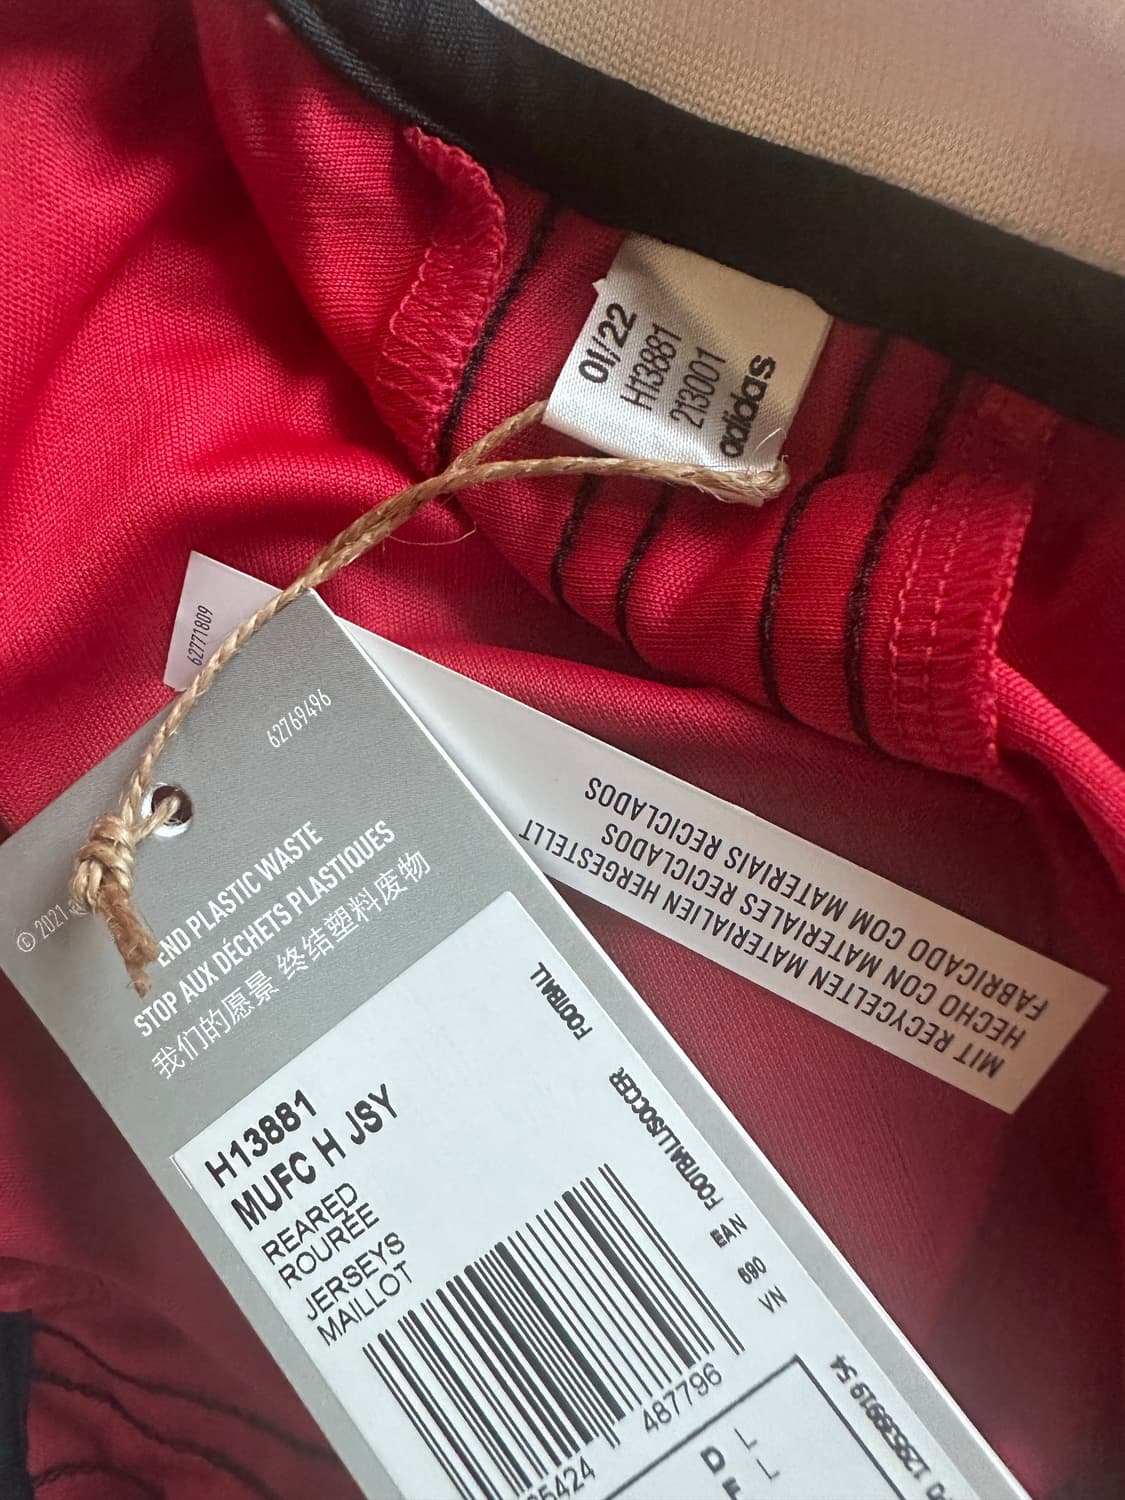 01/22
H13881
213001
adidas
62771809
62769496
© 2021
END PLASTIC WASTE
STOP AUX DÉCHETS PLASTIQUES
我们的愿景 终结塑料废物
MIT RECYCELTEN MATERIALIEN HERGESTELLT
HECHO CON MATERIALES RECICLADOS
FABRICADO COM MATERIAIS RECICLADOS
FOOTBALL
H13881
MUFC H JSY
REARED
ROURÉE
JERSEYS
MAILLOT
FOOTBALL/SOCCER
EAN
690
VN
487796
D L
F L